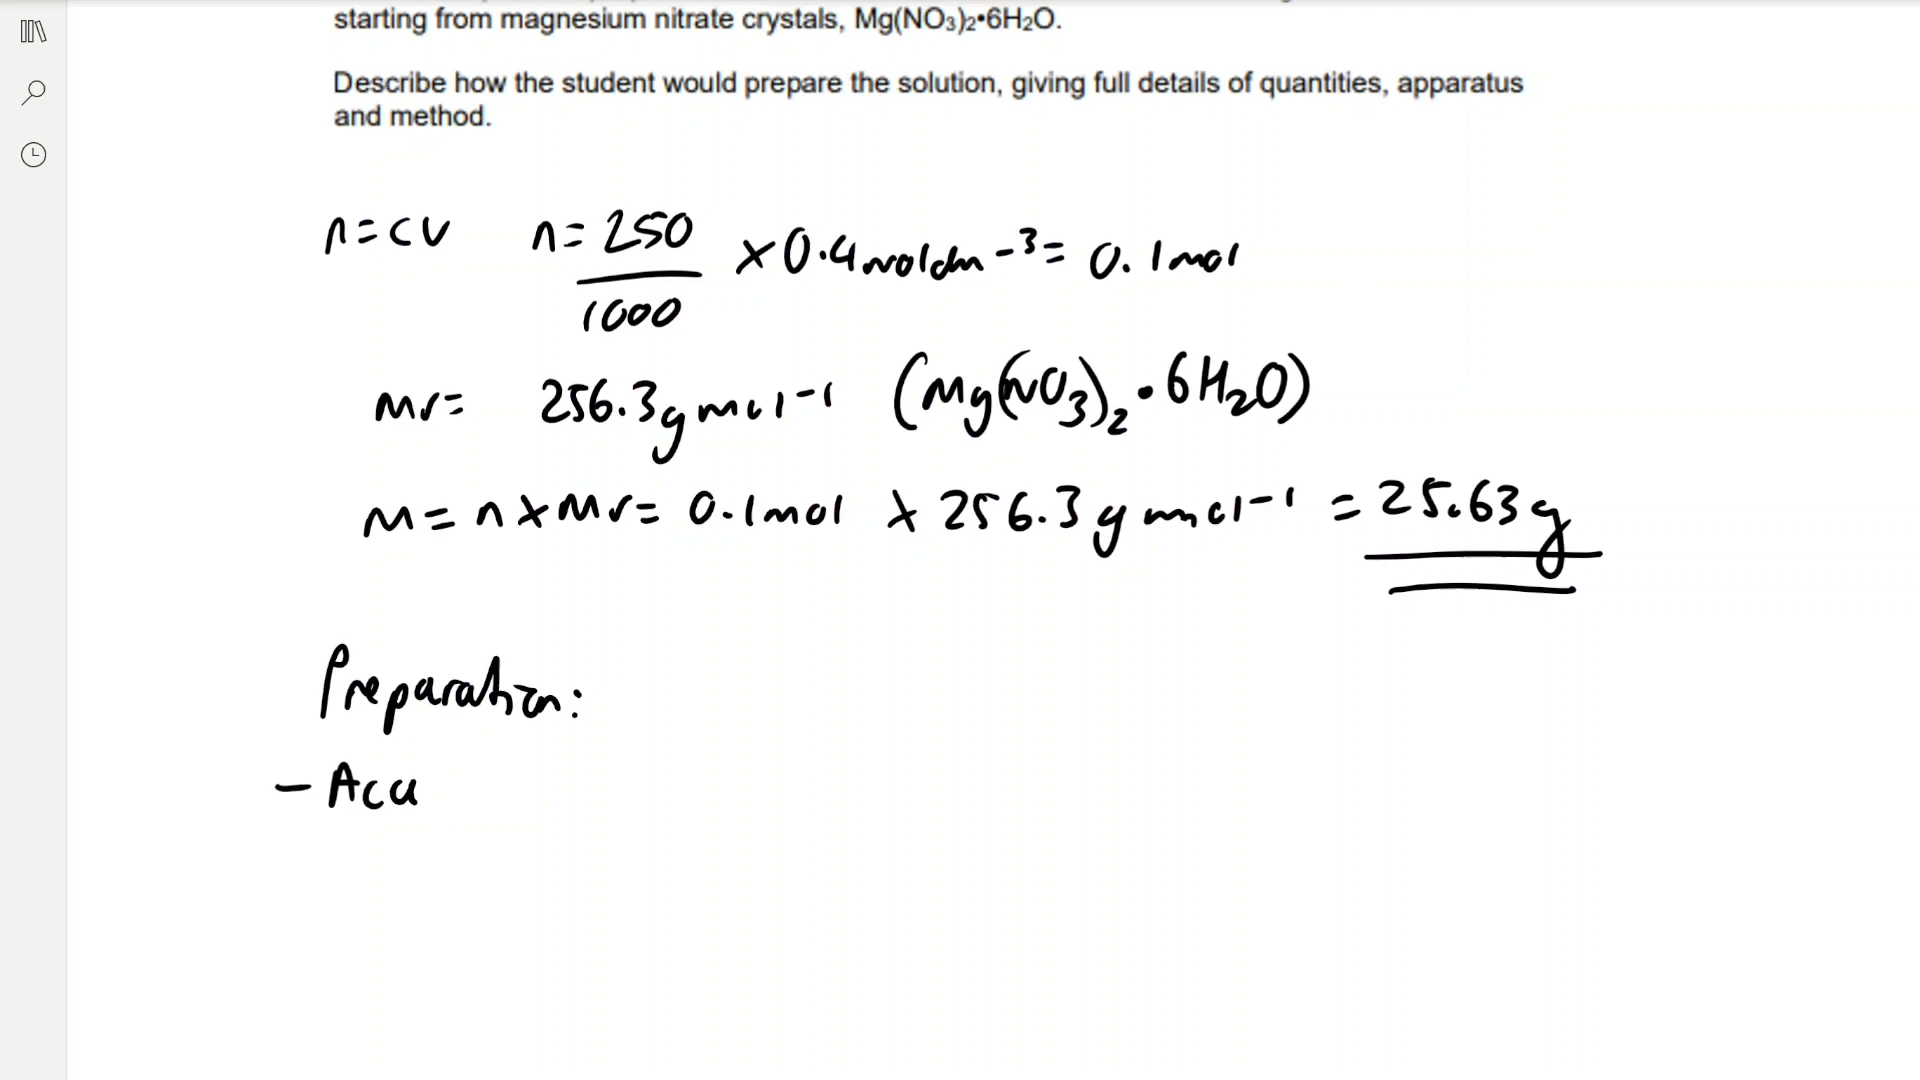 starting from magnesium nitrate crystals, Mg(NO₃)₂•6H₂O.
Describe how the student would prepare the solution, giving full details of quantities, apparatus
and method.
n=cv n= 250/1000 ×0.4moldm⁻³= 0.1mol
Mr= 256.3gmol⁻¹ (Mg(NO₃)₂•6H₂O)
M=n×Mr= 0.1mol × 256.3gmol⁻¹ = 25.63g
Preparation:
- Accu